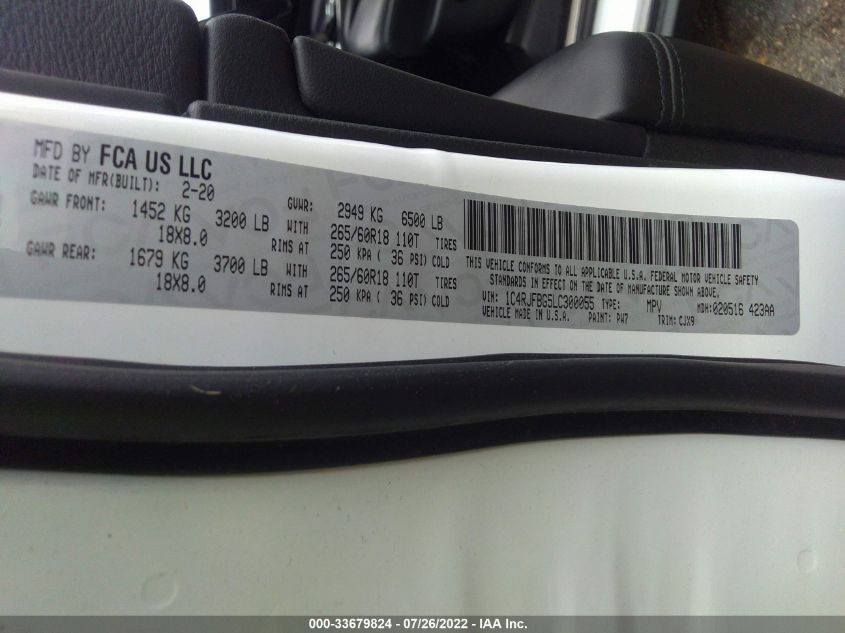 MFD BY FCA US LLC
DATE OF MFR(BUILT): 2-20
GAWR FRONT: 1452 KG 3200 LB WITH 265/60R18 110T TIRES
18X8.0 RIMS AT 250 KPA ( 36 PSI) COLD
GAWR REAR: 1679 KG 3700 LB WITH 265/60R18 110T TIRES
18X8.0 RIMS AT 250 KPA ( 36 PSI) COLD
GVWR: 2949 KG 6500 LB
THIS VEHICLE CONFORMS TO ALL APPLICABLE U.S.A. FEDERAL MOTOR VEHICLE SAFETY
STANDARDS IN EFFECT ON THE DATE OF MANUFACTURE SHOWN ABOVE.
VIN: 1C4RJFBG5LC300055 TYPE: MPV MDH:020516 423AA
VEHICLE MADE IN U.S.A. PAINT: PW7 TRIM: CJX9
000-33679824 - 07/26/2022 - IAA Inc.